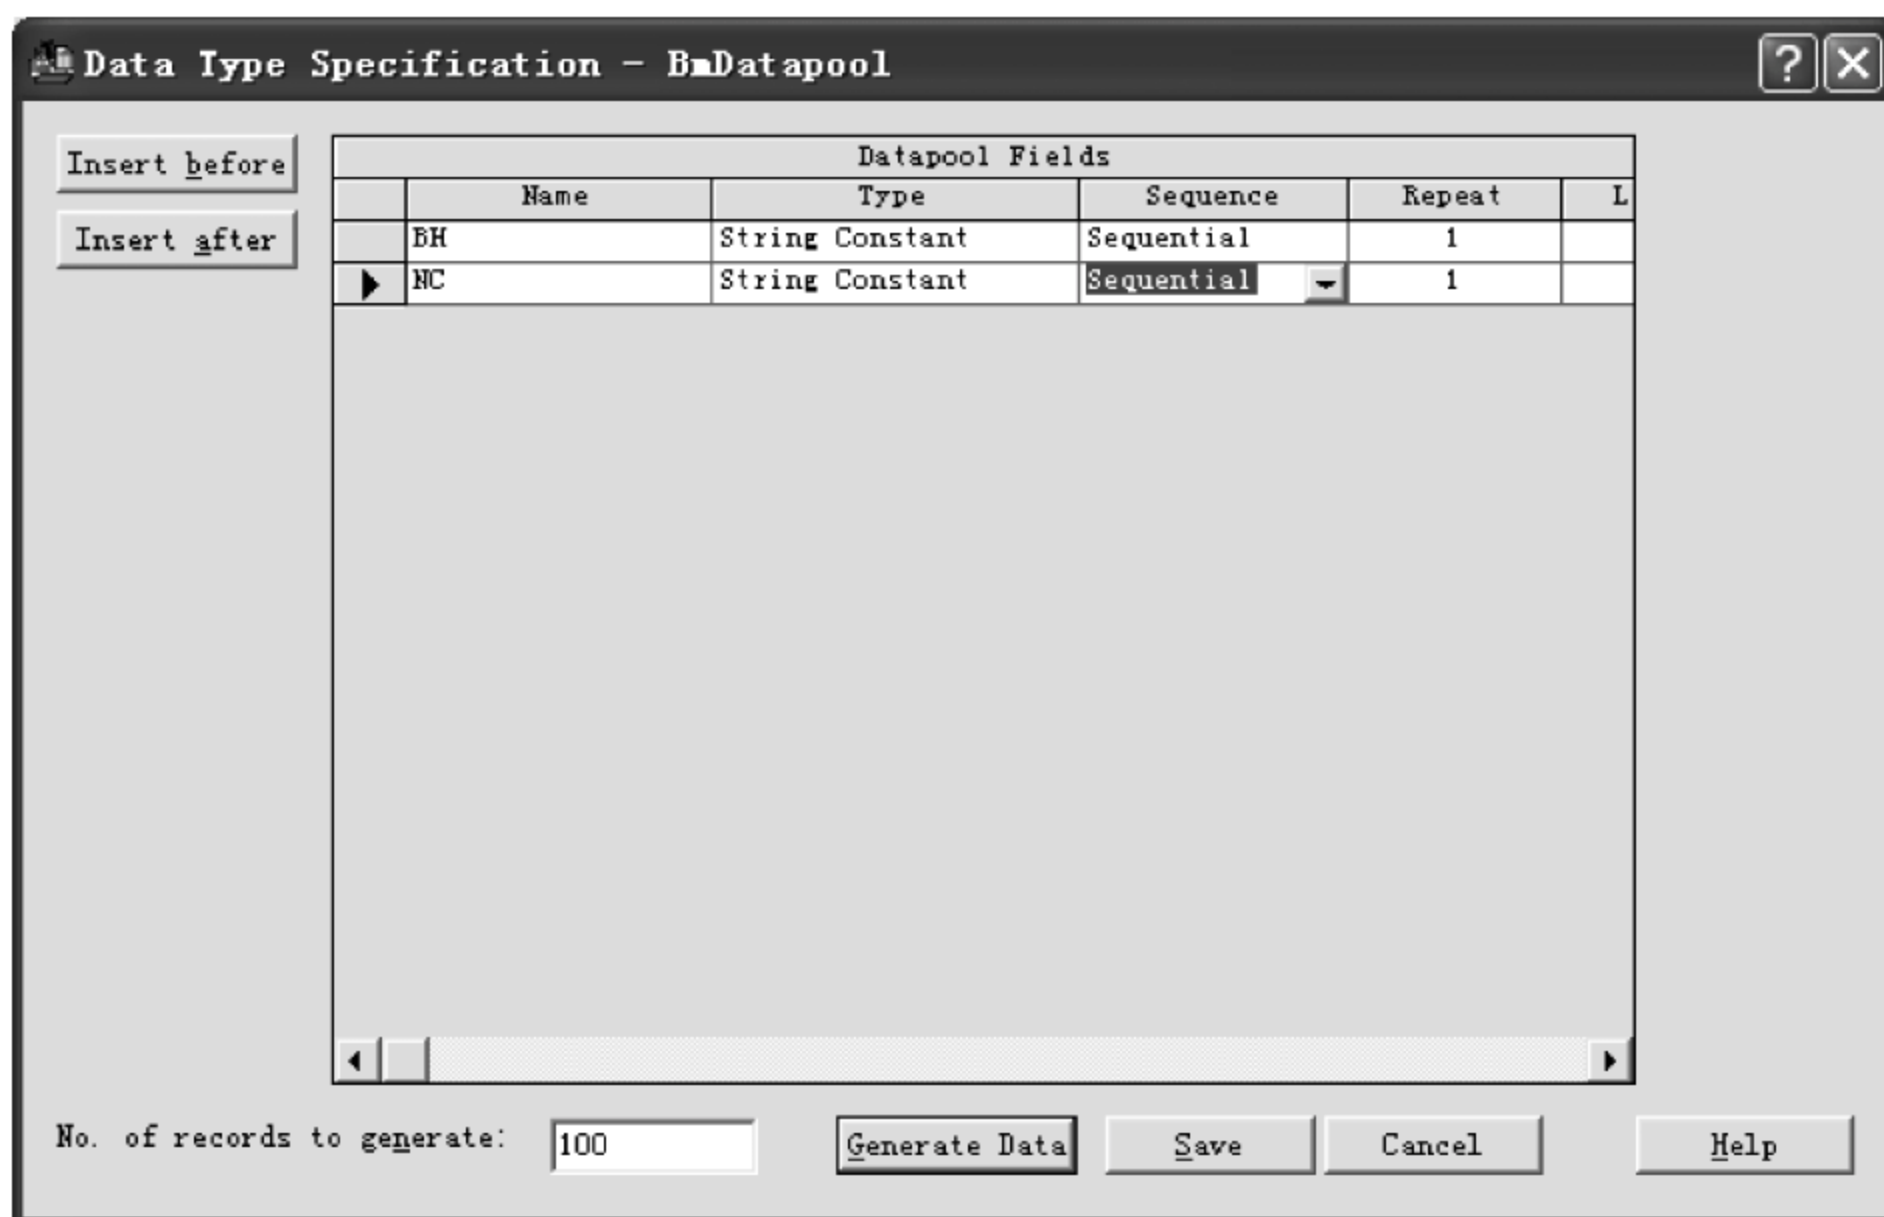 Data Type Specification - BmDatapool
Insert before
Insert after
Datapool Fields
Name Type Sequence Repeat L
BH String Constant Sequential 1
NC String Constant Sequential 1
No. of records to generate: 100 Generate Data Save Cancel Help